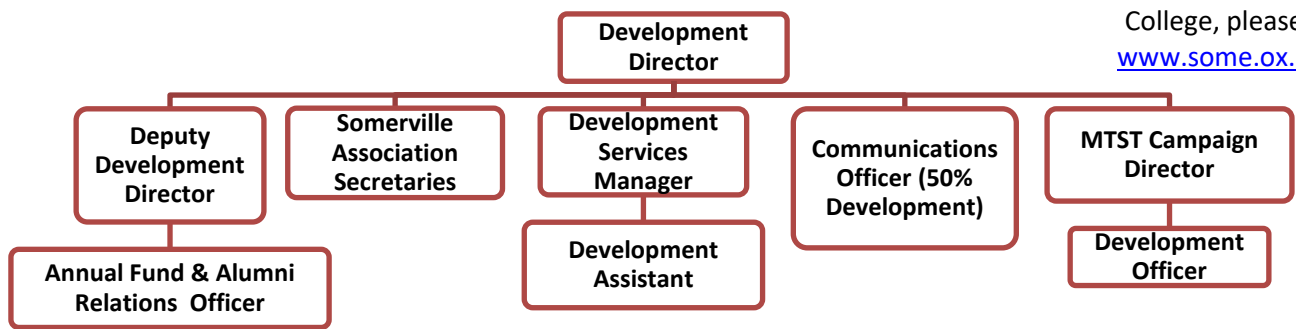 College, please
www.some.ox.
Development
Director
Deputy
Development
Director
Somerville
Association
Secretaries
Development
Services
Manager
Communications
Officer (50%
Development)
MTST Campaign
Director
Annual Fund & Alumni
Relations Officer
Development
Assistant
Development
Officer